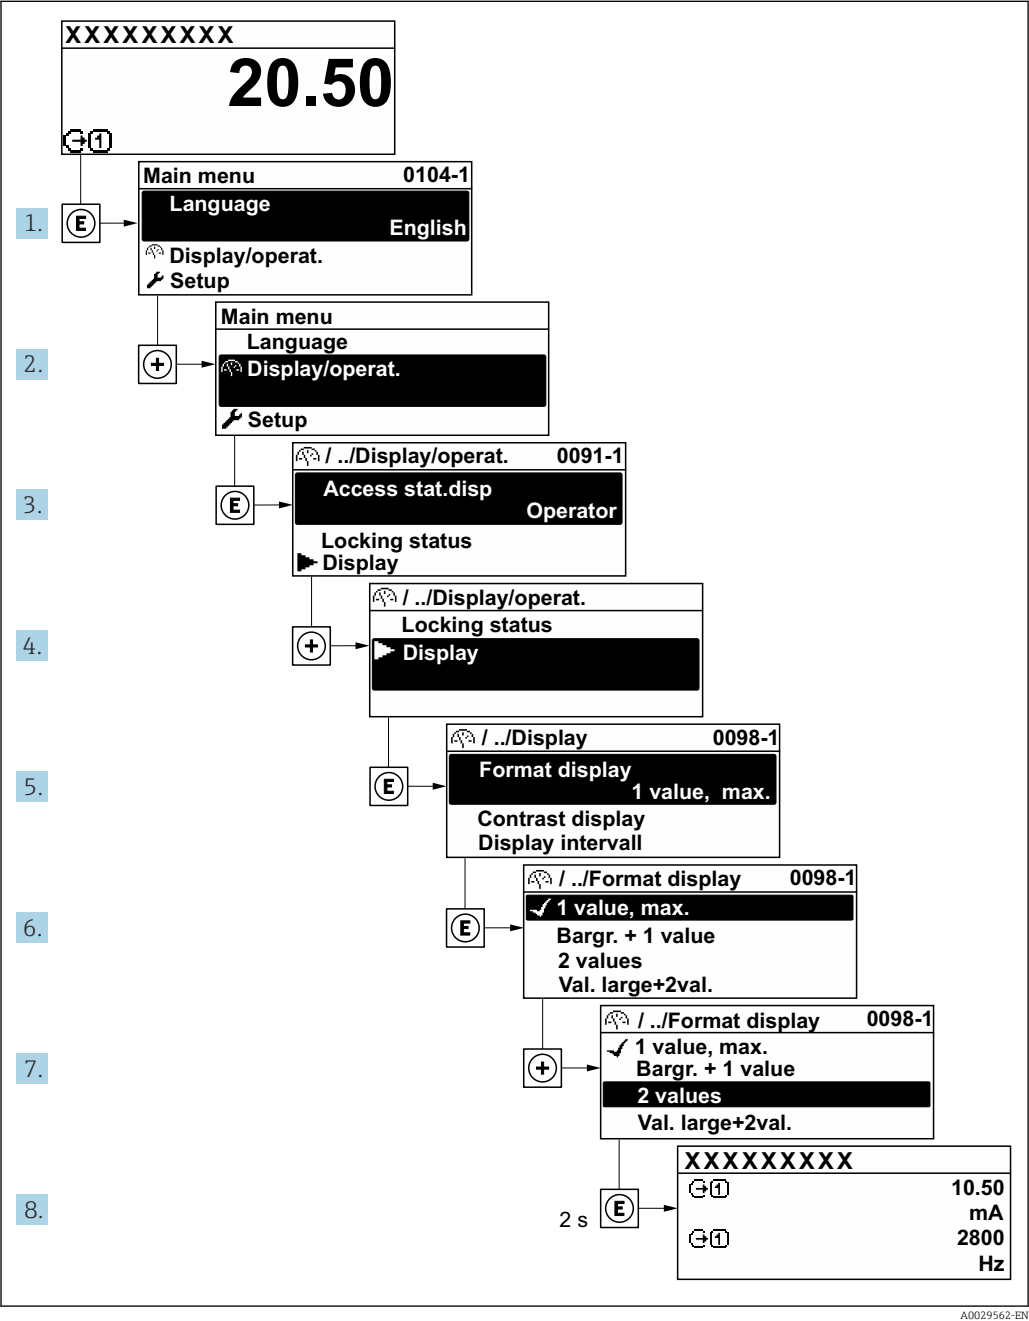 XXXXXXXXX
20.50
1
Main menu 0104-1
Language
English
Display/operat.
Setup
1. E
Main menu
Language
Display/operat.
Setup
2. +
/ ../Display/operat. 0091-1
Access stat.disp
Operator
Locking status
Display
3. E
/ ../Display/operat.
Locking status
Display
4. +
/ ../Display 0098-1
Format display
1 value, max.
Contrast display
Display intervall
5. E
/ ../Format display 0098-1
1 value, max.
Bargr. + 1 value
2 values
Val. large+2val.
6. E
/ ../Format display 0098-1
1 value, max.
Bargr. + 1 value
2 values
Val. large+2val.
7. +
XXXXXXXXX
1 10.50
mA
1 2800
Hz
8. 2 s E
A0029562-EN